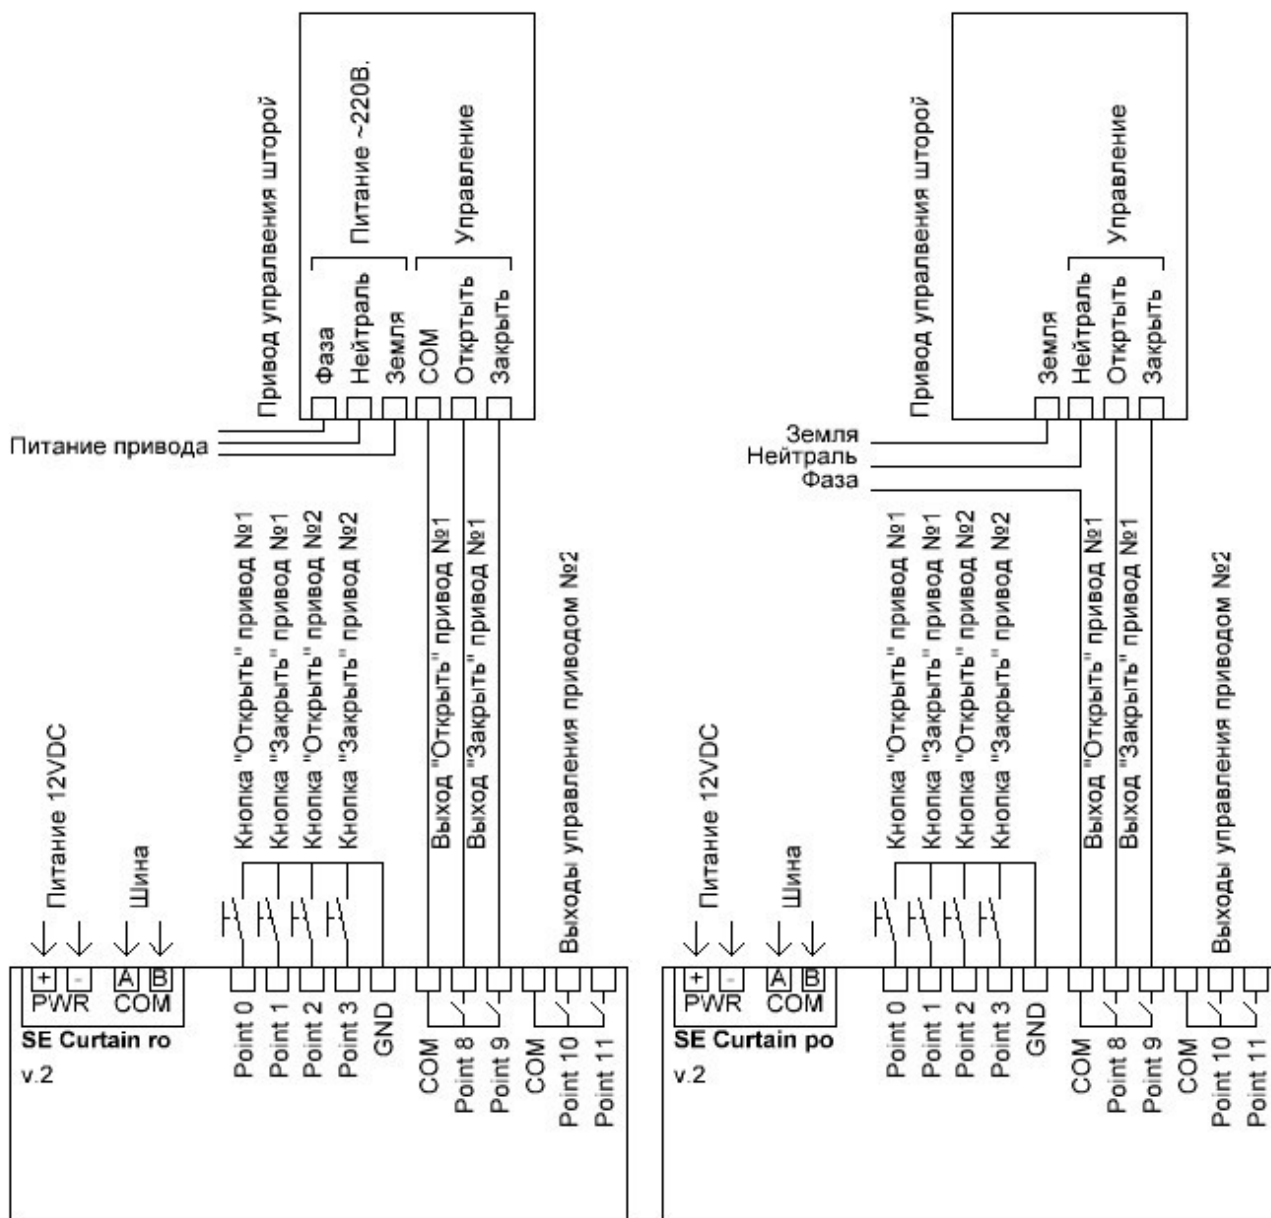 Привод упралвения шторой
Питание ~220В.
Управление
Фаза
Нейтраль
Земля
COM
Откртыть
Закрыть
Питание привода
Кнопка "Открыть" привод №1
Кнопка "Закрыть" привод №1
Кнопка "Открыть" привод №2
Кнопка "Закрыть" привод №2
Выход "Открыть" привод №1
Выход "Закрыть" привод №1
Выходы управления приводом №2
Питание 12VDC
Шина
+ - A B
PWR COM
SE Curtain ro
v.2
Point 0
Point 1
Point 2
Point 3
GND
COM
Point 8
Point 9
COM
Point 10
Point 11
Привод упралвения шторой
Управление
Земля
Нейтраль
Откртыть
Закрыть
Земля
Нейтраль
Фаза
Кнопка "Открыть" привод №1
Кнопка "Закрыть" привод №1
Кнопка "Открыть" привод №2
Кнопка "Закрыть" привод №2
Выход "Открыть" привод №1
Выход "Закрыть" привод №1
Выходы управления приводом №2
Питание 12VDC
Шина
+ - A B
PWR COM
SE Curtain po
v.2
Point 0
Point 1
Point 2
Point 3
GND
COM
Point 8
Point 9
COM
Point 10
Point 11